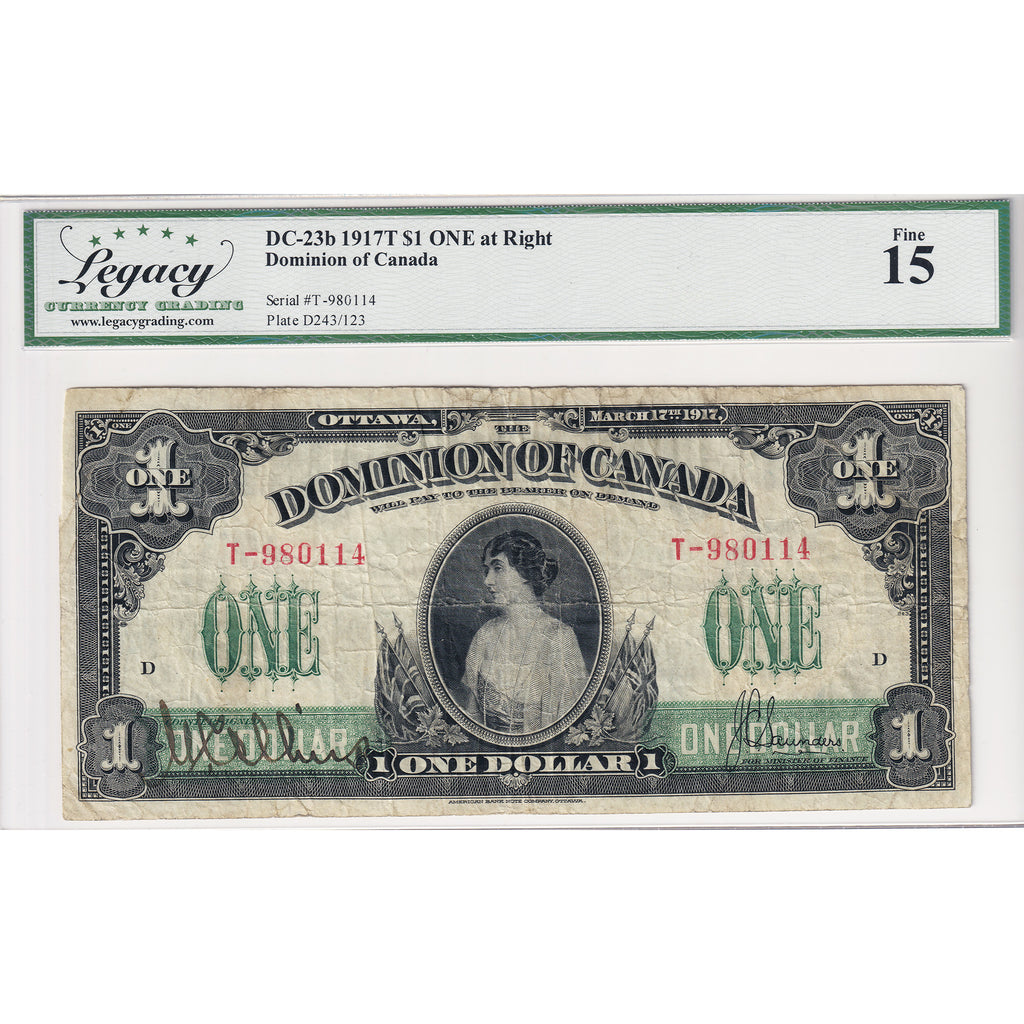 Legacy
CURRENCY GRADING
www.legacygrading.com
DC-23b 1917T $1 ONE at Right
Dominion of Canada
Serial #T-980114
Plate D243/123
Fine
15
OTTAWA, MARCH 17TH 1917.
ONE ONE
THE
DOMINION OF CANADA
WILL PAY TO THE BEARER ON DEMAND
1 ONE 1 ONE
T-980114 T-980114
ONE ONE
D D
ONE DOLLAR ONE DOLLAR
J C Saunders
FOR MINISTER OF FINANCE
1 1
1 ONE DOLLAR 1
AMERICAN BANK NOTE COMPANY, OTTAWA.